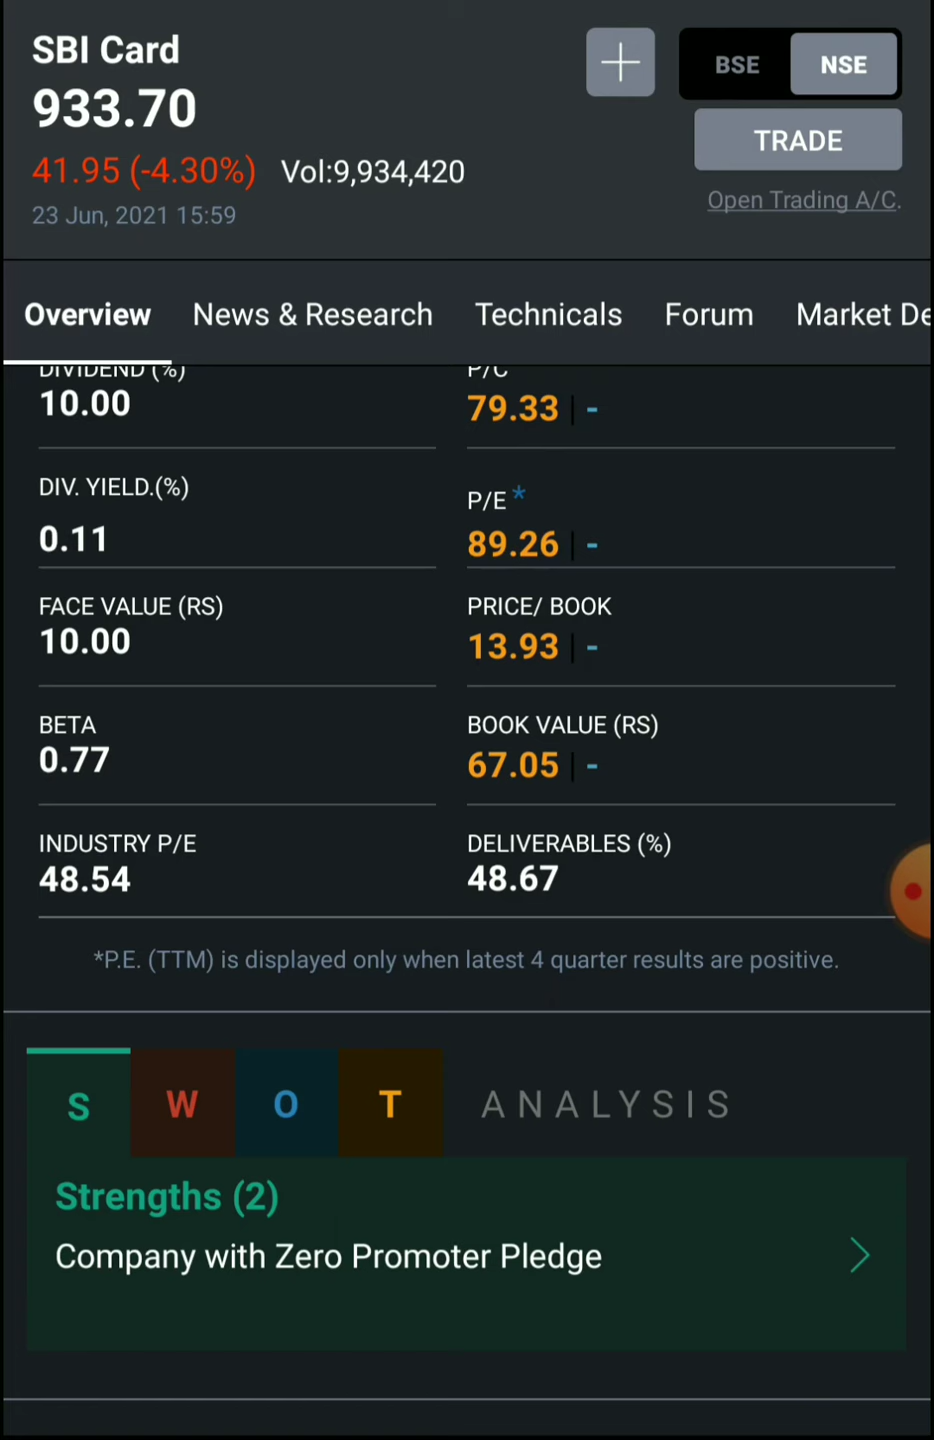 SBI Card
933.70
41.95 (-4.30%) Vol:9,934,420
23 Jun, 2021 15:59
BSE NSE
TRADE
Open Trading A/C.
Overview News & Research Technicals Forum Market De
DIVIDEND (%) P/C
10.00 79.33 | -
DIV. YIELD.(%) P/E *
0.11 89.26 | -
FACE VALUE (RS) PRICE/ BOOK
10.00 13.93 | -
BETA BOOK VALUE (RS)
0.77 67.05 | -
INDUSTRY P/E DELIVERABLES (%)
48.54 48.67
*P.E. (TTM) is displayed only when latest 4 quarter results are positive.
S W O T ANALYSIS
Strengths (2)
Company with Zero Promoter Pledge